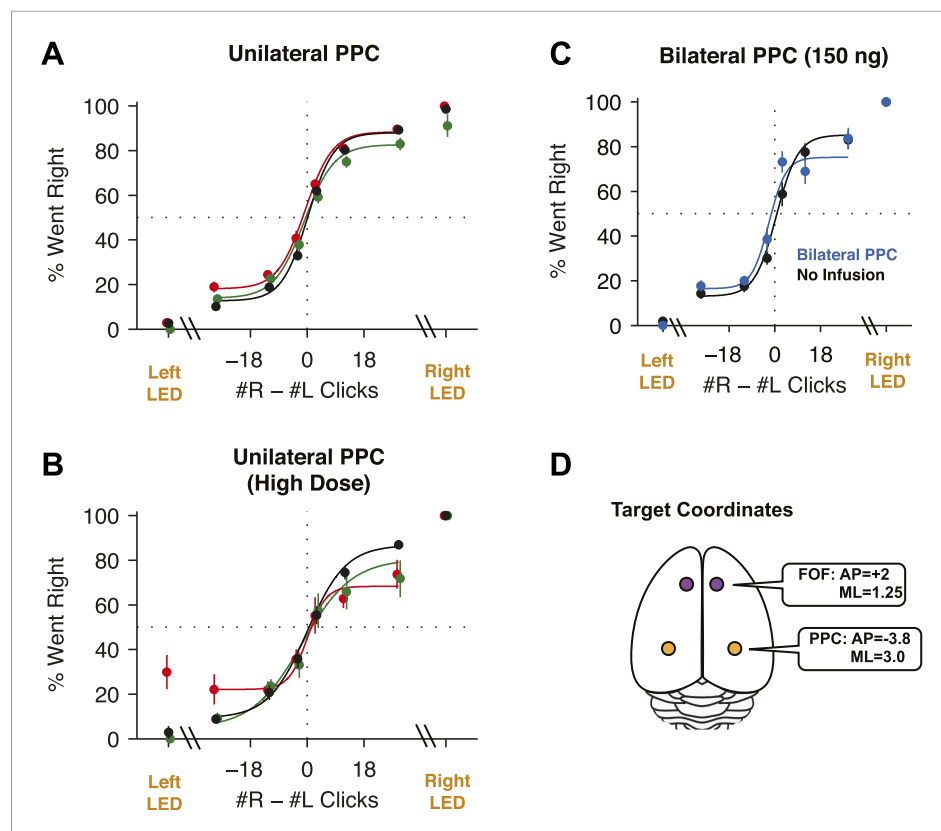 A
Unilateral PPC
% Went Right
100
80
60
40
20
0
−18 0 18
Left
LED
#R − #L Clicks
Right
LED
C
Bilateral PPC (150 ng)
% Went Right
100
80
60
40
20
0
Bilateral PPC
No Infusion
−18 0 18
Left
LED
#R − #L Clicks
Right
LED
B
Unilateral PPC
(High Dose)
% Went Right
100
80
60
40
20
0
−18 0 18
Left
LED
#R − #L Clicks
Right
LED
D
Target Coordinates
FOF: AP=+2
ML=1.25
PPC: AP=-3.8
ML=3.0